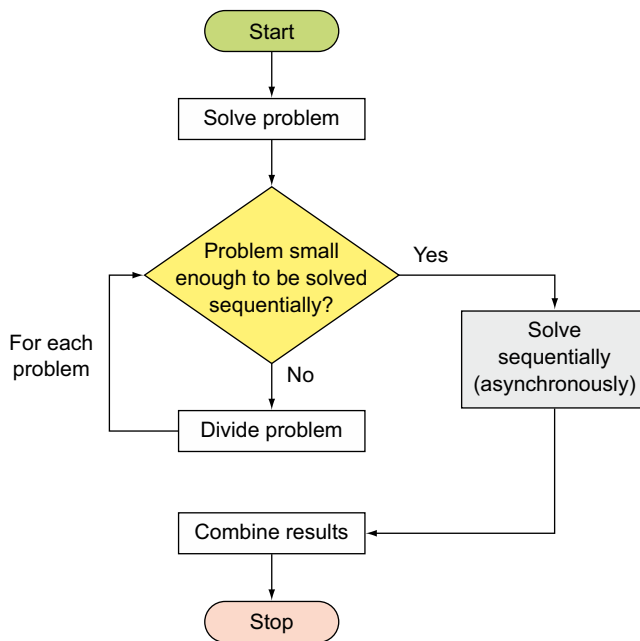 Start
Solve problem
Problem small
enough to be solved
sequentially?
Yes
Solve
sequentially
(asynchronously)
For each
problem
No
Divide problem
Combine results
Stop